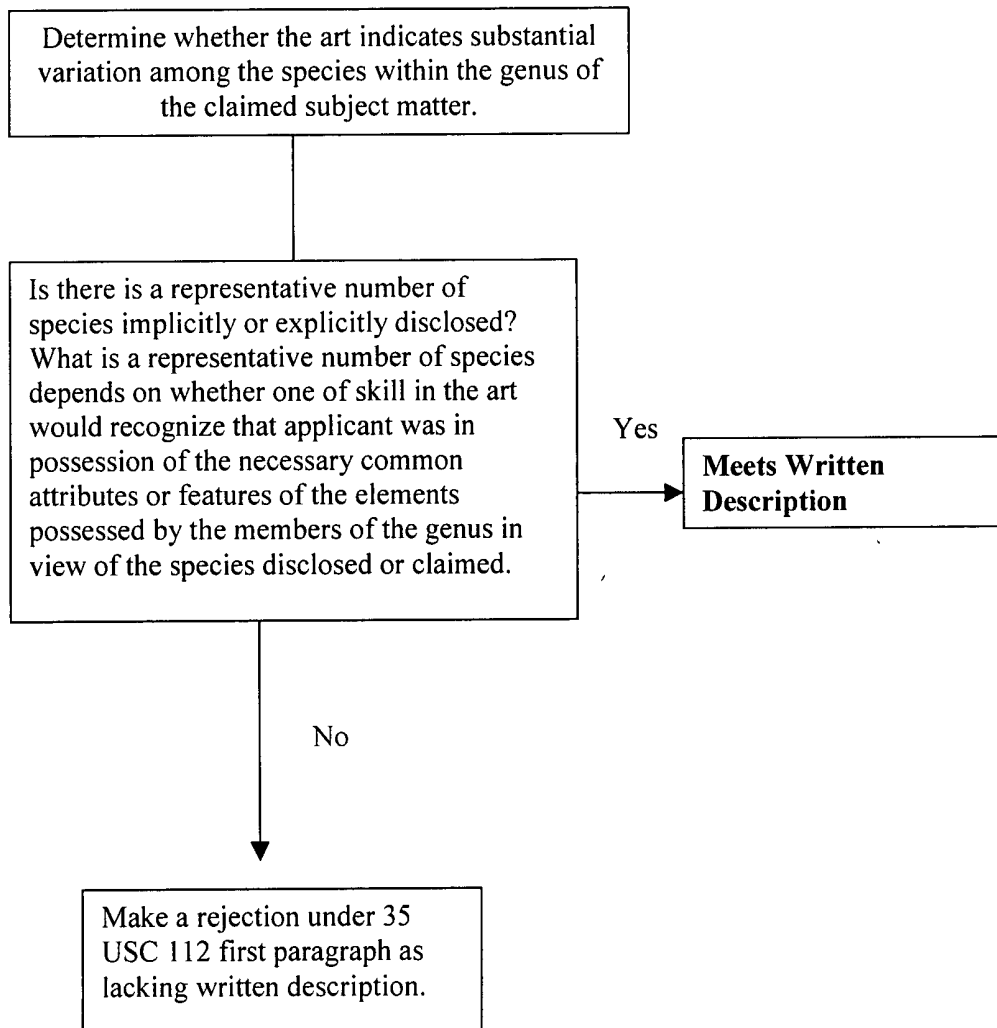 Determine whether the art indicates substantial
variation among the species within the genus of
the claimed subject matter.
Is there is a representative number of
species implicitly or explicitly disclosed?
What is a representative number of species
depends on whether one of skill in the art
would recognize that applicant was in
possession of the necessary common
attributes or features of the elements
possessed by the members of the genus in
view of the species disclosed or claimed.
Yes
Meets Written
Description
No
Make a rejection under 35
USC 112 first paragraph as
lacking written description.